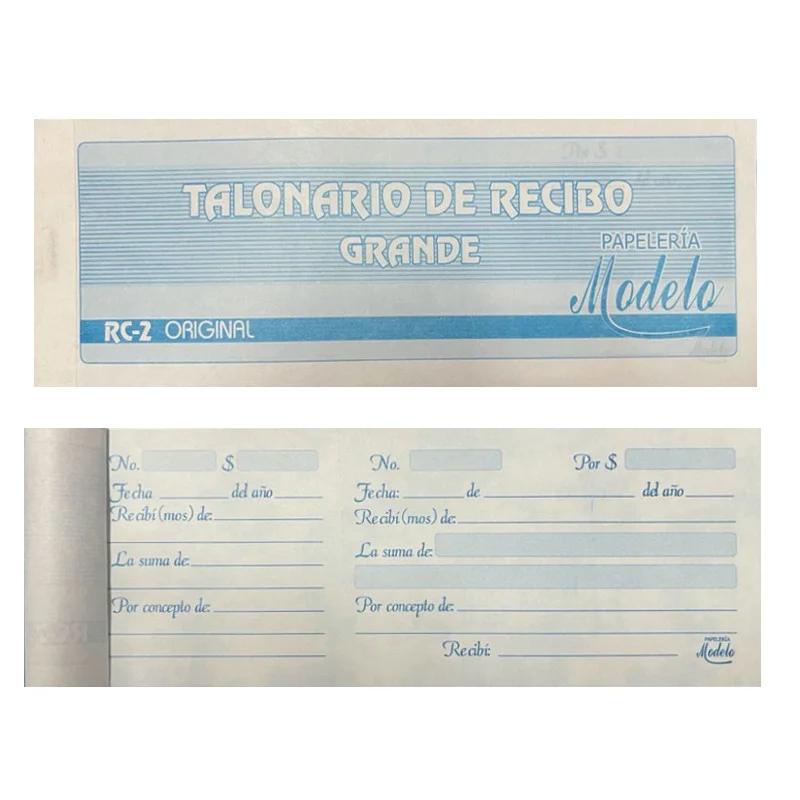 TALONARIO DE RECIBO
GRANDE
PAPELERÍA
Modelo
RC-2 ORIGINAL
No. $
Fecha del año
Recibí (mos) de:
La suma de:
Por concepto de:
No. Por $
Fecha: de del año
Recibí (mos) de:
La suma de:
Por concepto de:
Recibí:
PAPELERÍA
Modelo